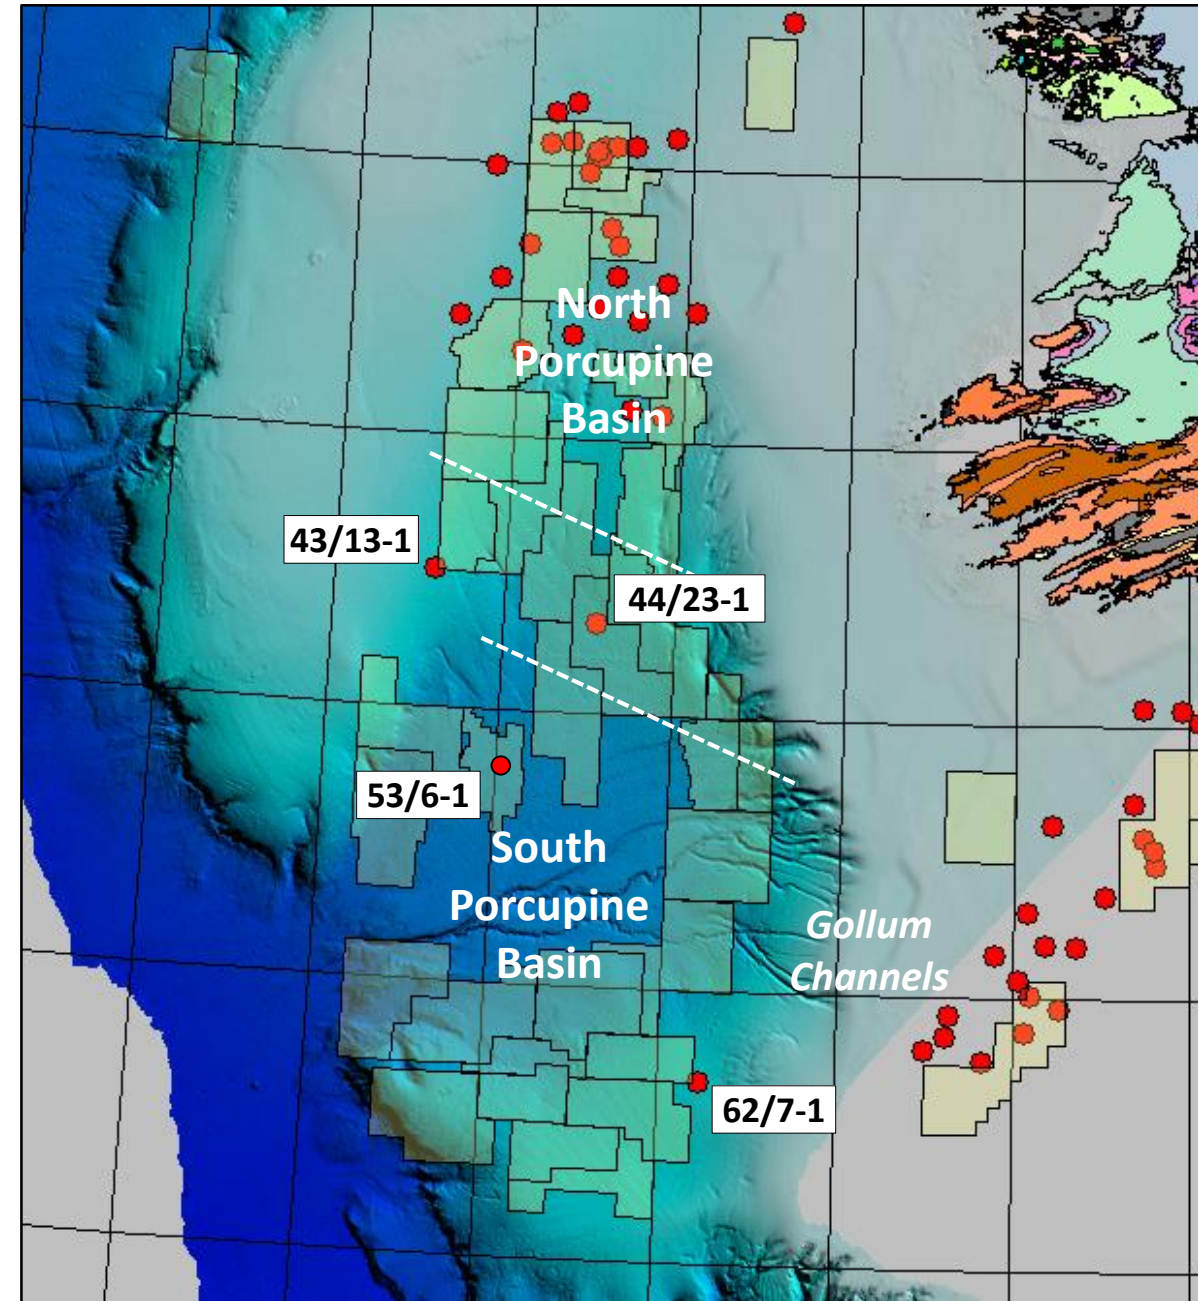 North
Porcupine
Basin
43/13-1
44/23-1
53/6-1
South
Porcupine
Basin
Gollum
Channels
62/7-1